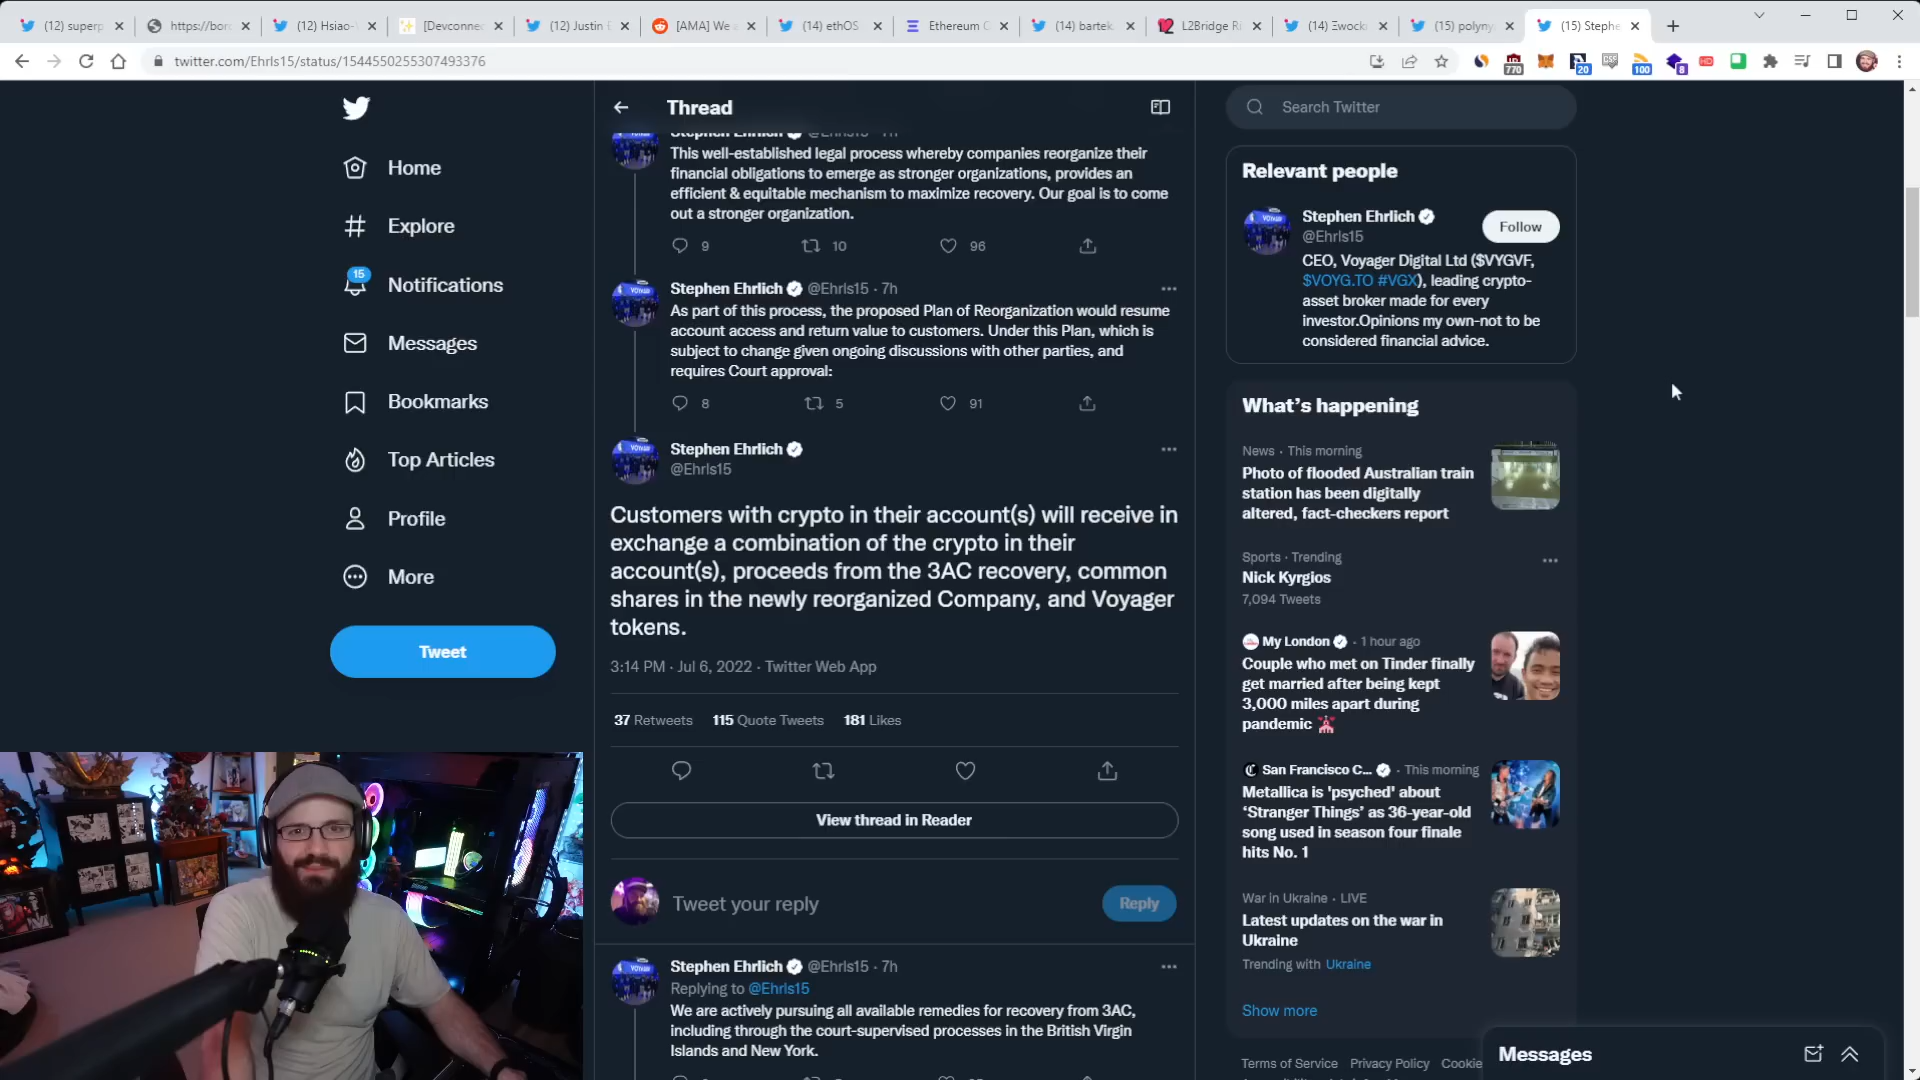 (12) superp
https://bor
(12) Hsiao-
[Devconnec
(12) Justin
[AMA] We
(14) ethOS
Ethereum
(14) bartek
L2Bridge Ri
(14) Ξwock
(15) polyny
(15) Stephe
twitter.com/Ehrls15/status/1544550255307493376
770
20
100
8
HD
Home
Explore
15
Notifications
Messages
Bookmarks
Top Articles
Profile
More
Tweet
Thread
Stephen Ehrlich @Ehrls15 · 7h
This well-established legal process whereby companies reorganize their
financial obligations to emerge as stronger organizations, provides an
efficient & equitable mechanism to maximize recovery. Our goal is to come
out a stronger organization.
9 10 96
Stephen Ehrlich @Ehrls15 · 7h
As part of this process, the proposed Plan of Reorganization would resume
account access and return value to customers. Under this Plan, which is
subject to change given ongoing discussions with other parties, and
requires Court approval:
8 5 91
Stephen Ehrlich
@Ehrls15
Customers with crypto in their account(s) will receive in
exchange a combination of the crypto in their
account(s), proceeds from the 3AC recovery, common
shares in the newly reorganized Company, and Voyager
tokens.
3:14 PM · Jul 6, 2022 · Twitter Web App
37 Retweets 115 Quote Tweets 181 Likes
View thread in Reader
Tweet your reply
Reply
Stephen Ehrlich @Ehrls15 · 7h
Replying to @Ehrls15
We are actively pursuing all available remedies for recovery from 3AC,
including through the court-supervised processes in the British Virgin
Islands and New York.
Search Twitter
Relevant people
Stephen Ehrlich
@Ehrls15
Follow
CEO, Voyager Digital Ltd ($VYGVF,
$VOYG.TO #VGX), leading crypto-
asset broker made for every
investor.Opinions my own-not to be
considered financial advice.
What's happening
News · This morning
Photo of flooded Australian train
station has been digitally
altered, fact-checkers report
Sports · Trending
Nick Kyrgios
7,094 Tweets
My London · 1 hour ago
Couple who met on Tinder finally
get married after being kept
3,000 miles apart during
pandemic
San Francisco C... · This morning
Metallica is 'psyched' about
'Stranger Things' as 36-year-old
song used in season four finale
hits No. 1
War in Ukraine · LIVE
Latest updates on the war in
Ukraine
Trending with Ukraine
Show more
Terms of Service Privacy Policy Cookie
Messages